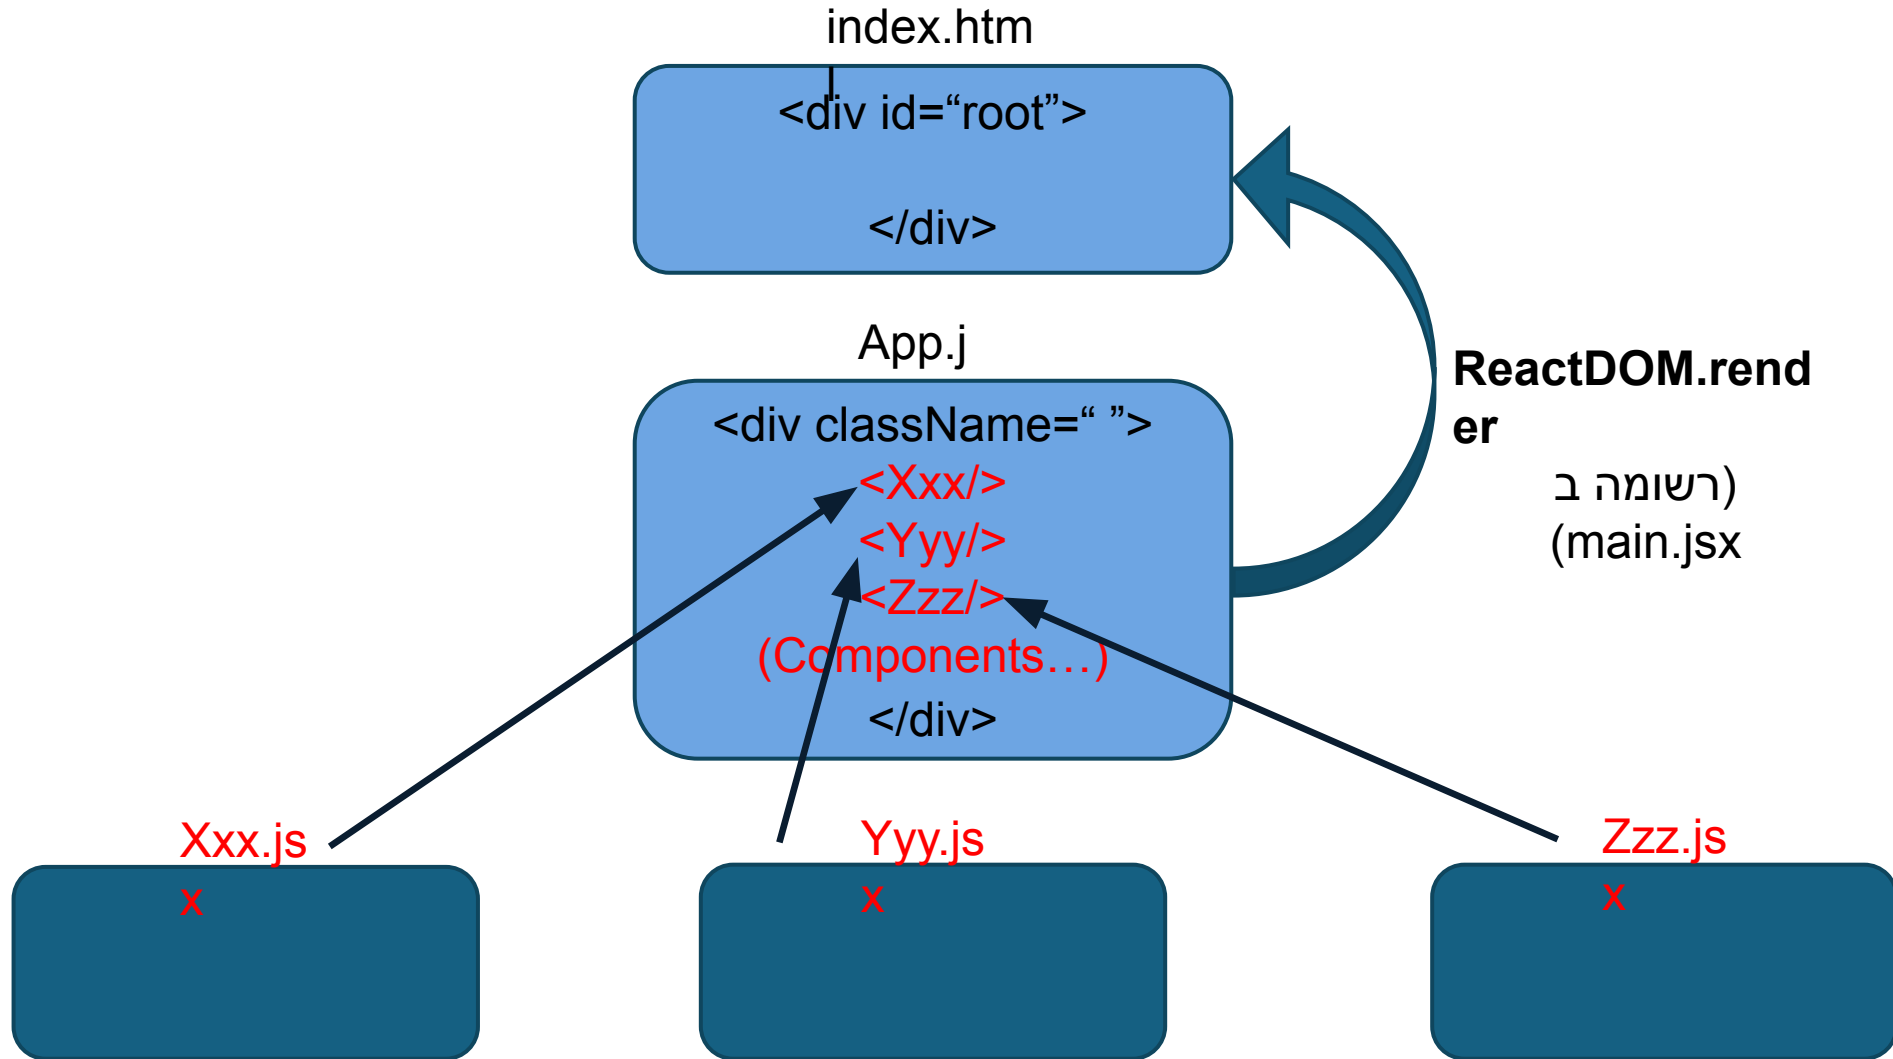 index.htm
l
<div id=“root”>
</div>
App.j
<div className=“ ”>
<Xxx/>
<Yyy/>
<Zzz/>
(Components…)
</div>
ReactDOM.rend
er
(רשומה ב
(main.jsx
Xxx.js
x
Yyy.js
x
Zzz.js
x